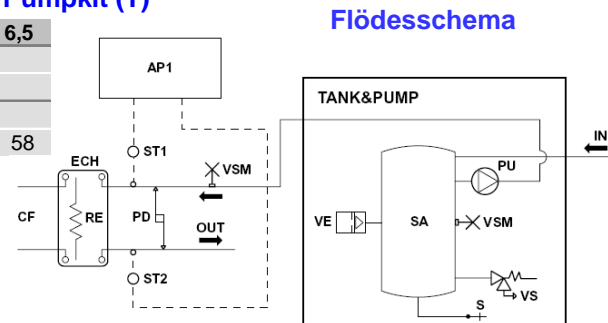 Pumpkit (1)
6,5
58
Flödesschema
AP1
TANK&PUMP
IN
ST1
ECH
VSM
PU
CF
RE
PD
OUT
VE
SA
VSM
ST2
S
VS